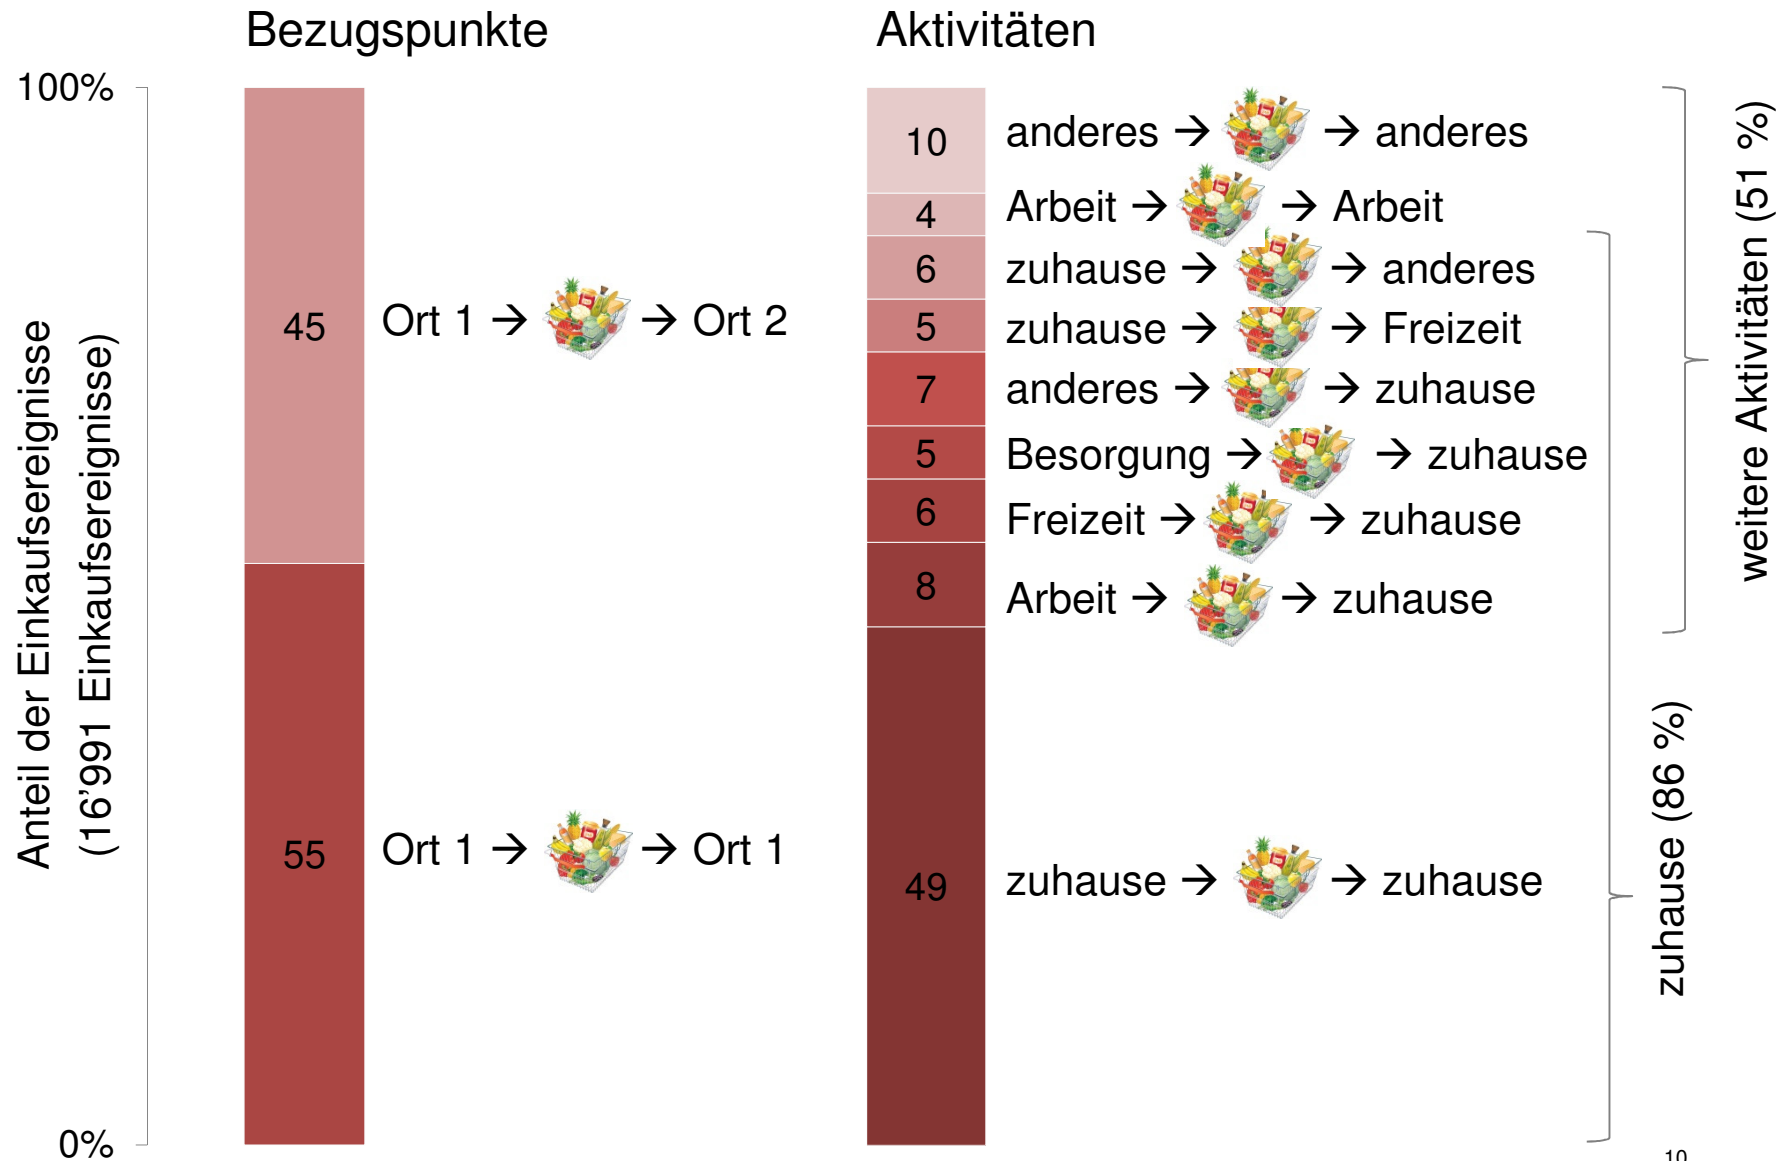 Bezugspunkte
Aktivitäten
100%
0%
Anteil der Einkaufsereignisse
(16’991 Einkaufsereignisse)
45
Ort 1 → → Ort 2
55
Ort 1 → → Ort 1
10
anderes → → anderes
4
Arbeit → → Arbeit
6
zuhause → → anderes
5
zuhause → → Freizeit
7
anderes → → zuhause
5
Besorgung → → zuhause
6
Freizeit → → zuhause
8
Arbeit → → zuhause
49
zuhause → → zuhause
weitere Aktivitäten (51 %)
zuhause (86 %)
10